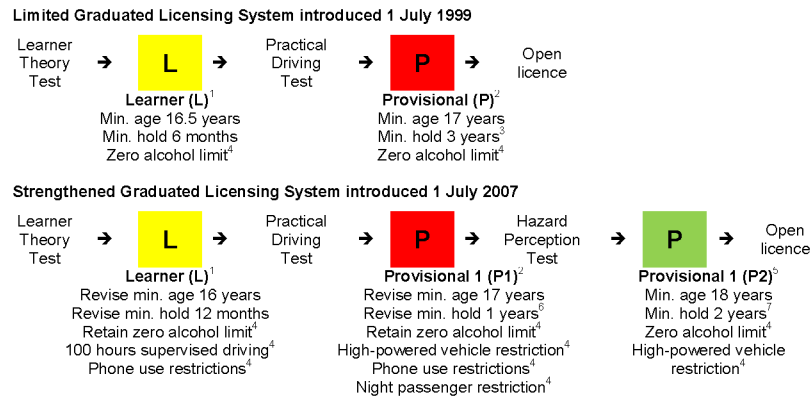 Limited Graduated Licensing System introduced 1 July 1999
Learner Theory Test → L → Practical Driving Test → P → Open licence
Learner (L)¹
Min. age 16.5 years
Min. hold 6 months
Zero alcohol limit⁴
Provisional (P)²
Min. age 17 years
Min. hold 3 years³
Zero alcohol limit⁴
Strengthened Graduated Licensing System introduced 1 July 2007
Learner Theory Test → L → Practical Driving Test → P → Hazard Perception Test → P → Open licence
Learner (L)¹
Revise min. age 16 years
Revise min. hold 12 months
Retain zero alcohol limit⁴
100 hours supervised driving⁴
Phone use restrictions⁴
Provisional 1 (P1)²
Revise min. age 17 years
Revise min. hold 1 years⁶
Retain zero alcohol limit⁴
High-powered vehicle restriction⁴
Phone use restrictions⁴
Night passenger restriction⁴
Provisional 1 (P2)⁵
Min. age 18 years
Min. hold 2 years⁷
Zero alcohol limit⁴
High-powered vehicle
restriction⁴